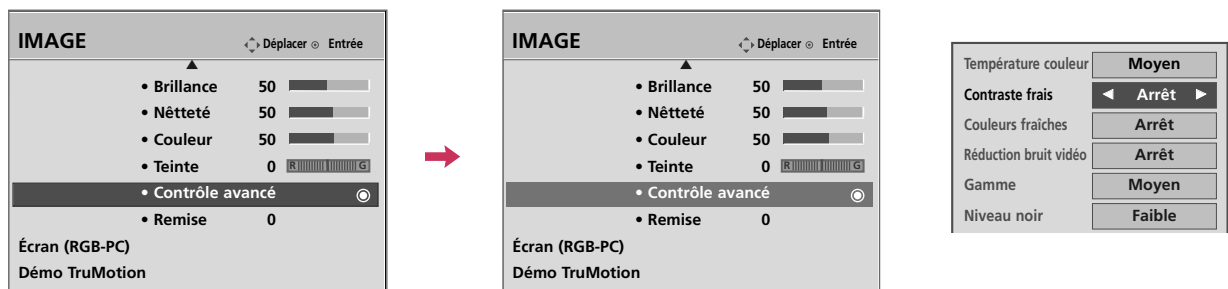 IMAGE
Déplacer Entrée
• Brillance 50
• Nêtteté 50
• Couleur 50
• Teinte 0 R G
• Contrôle avancé
• Remise 0
Écran (RGB-PC)
Démo TruMotion
IMAGE
Déplacer Entrée
• Brillance 50
• Nêtteté 50
• Couleur 50
• Teinte 0 R G
• Contrôle avancé
• Remise 0
Écran (RGB-PC)
Démo TruMotion
Température couleur Moyen
Contraste frais ◀ Arrêt ▶
Couleurs fraîches Arrêt
Réduction bruit vidéo Arrêt
Gamme Moyen
Niveau noir Faible